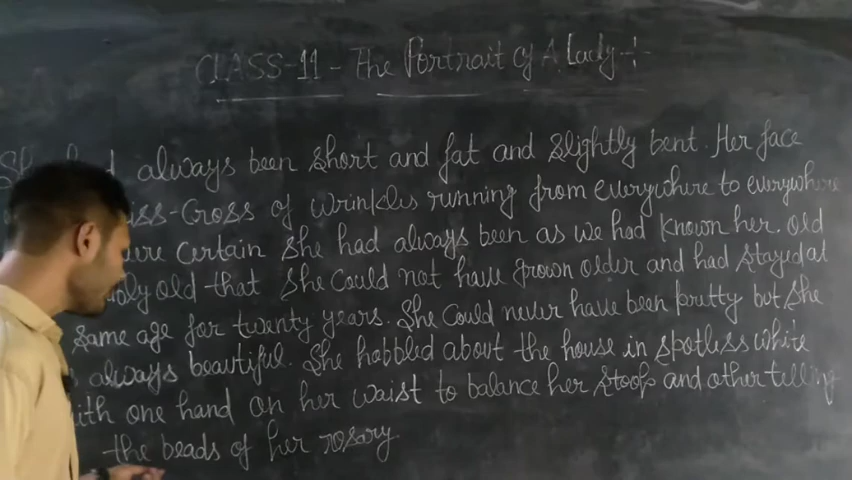 CLASS-11 - The Portrait of A Lady :-
always been short and fat and slightly bent. Her face
Cross of wrinkles running from everywhere to everywhere
were certain she had always been as we had known her. Old
old that she could not have grown older and had stayed at
same age for twenty years. She could never have been pretty but she
always beautiful. She hobbled about the house in spotless white
with one hand on her waist to balance her stoop and other telling
the beads of her rosary